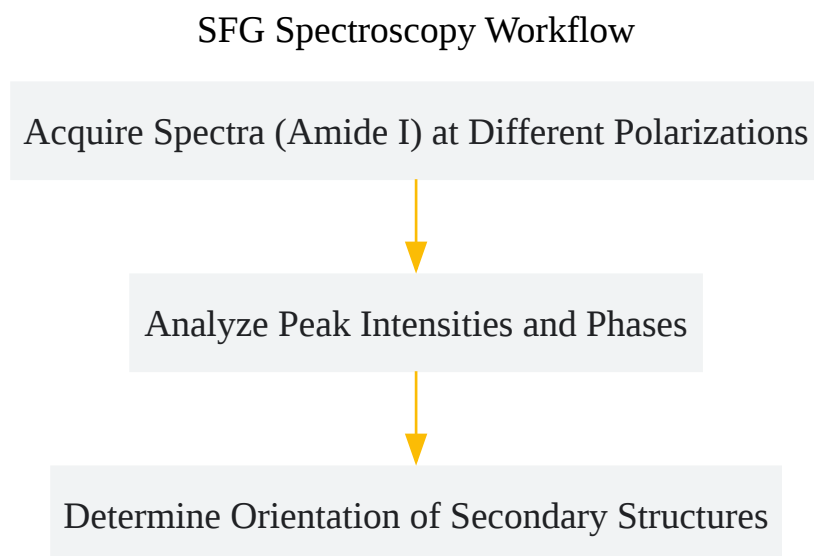 SFG Spectroscopy Workflow
Acquire Spectra (Amide I) at Different Polarizations
Analyze Peak Intensities and Phases
Determine Orientation of Secondary Structures